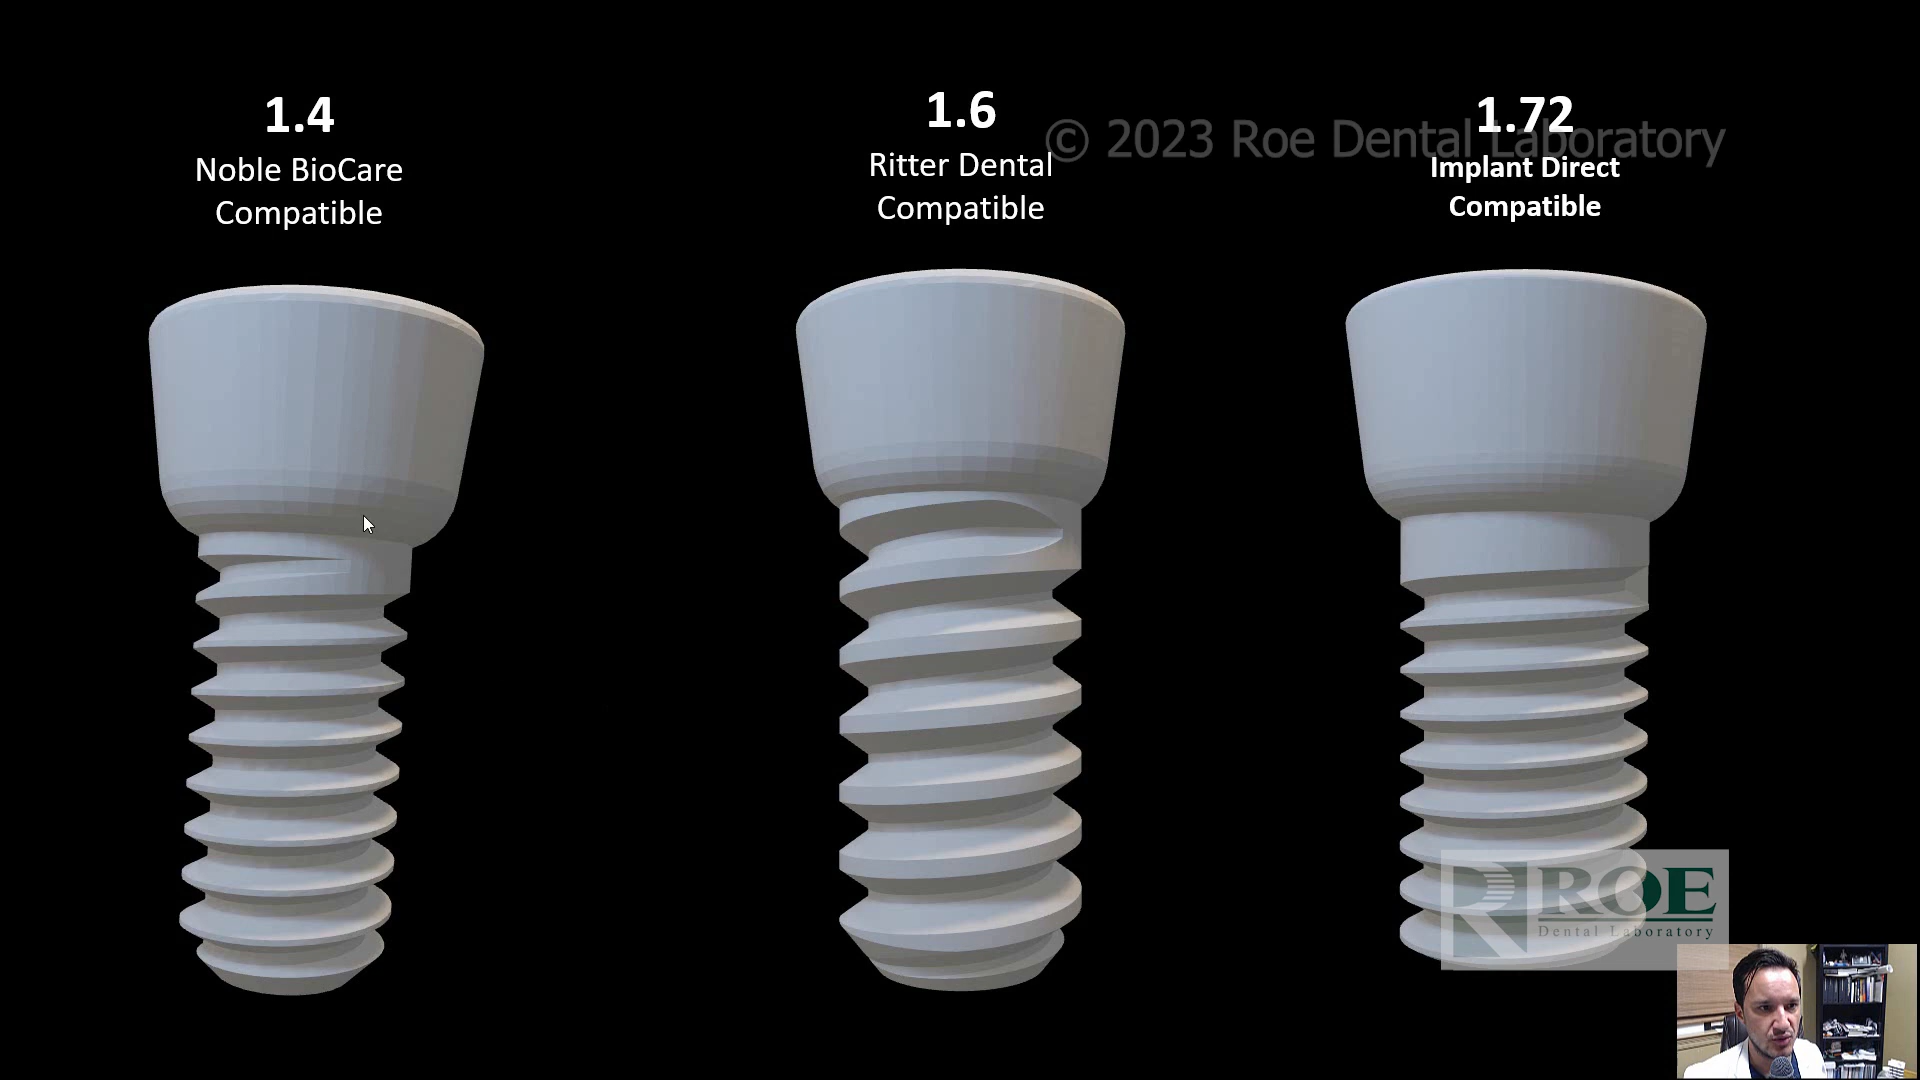 1.4
Noble BioCare
Compatible
1.6
Ritter Dental
Compatible
© 2023 Roe Dental Laboratory
1.72
Implant Direct
Compatible
ROE
Dental Laboratory